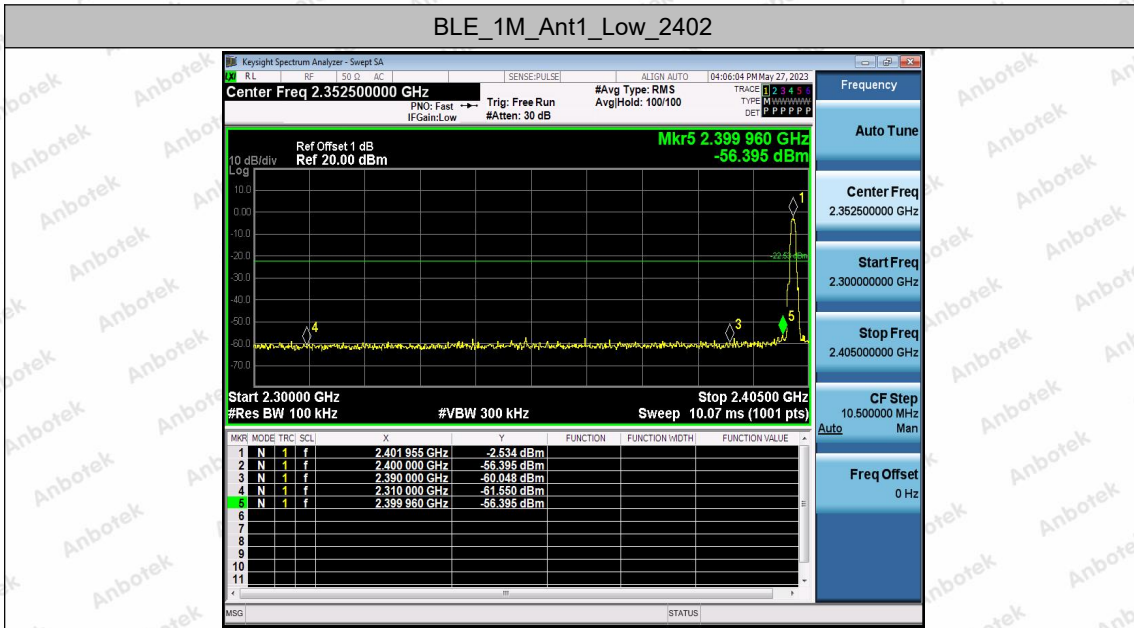 BLE_1M_Ant1_Low_2402
Keysight Spectrum Analyzer - Swept SA
LXI RL RF 50 Ω AC SENSE:PULSE ALIGN AUTO 04:06:04 PM May 27, 2023
Center Freq 2.352500000 GHz
PNO: Fast
IFGain:Low
Trig: Free Run
#Atten: 30 dB
#Avg Type: RMS
Avg|Hold: 100/100
TRACE 1 2 3 4 5 6
TYPE M W W W W W
DET P P P P P P
Ref Offset 1 dB
10 dB/div Ref 20.00 dBm
Log
Mkr5 2.399 960 GHz
-56.395 dBm
10.0
0.00
-10.0
-20.0
-30.0
-40.0
-50.0
-60.0
-70.0
1
-22.53 dBm
5
3
4
Start 2.30000 GHz Stop 2.40500 GHz
#Res BW 100 kHz #VBW 300 kHz Sweep 10.07 ms (1001 pts)
MKR MODE TRC SCL X Y FUNCTION FUNCTION WIDTH FUNCTION VALUE
1 N 1 f 2.401 955 GHz -2.534 dBm
2 N 1 f 2.400 000 GHz -56.395 dBm
3 N 1 f 2.390 000 GHz -60.048 dBm
4 N 1 f 2.310 000 GHz -61.550 dBm
5 N 1 f 2.399 960 GHz -56.395 dBm
6
7
8
9
10
11
MSG STATUS
Frequency
Auto Tune
Center Freq
2.352500000 GHz
Start Freq
2.300000000 GHz
Stop Freq
2.405000000 GHz
CF Step
10.500000 MHz
Auto Man
Freq Offset
0 Hz
Anbotek